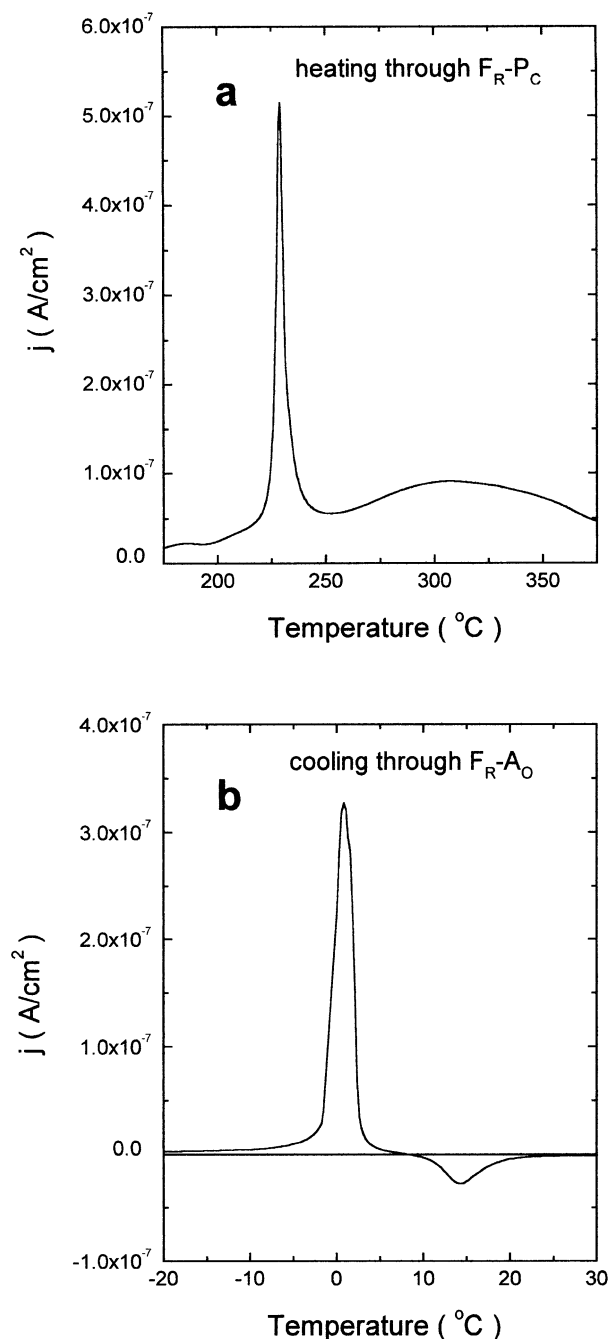 6.0x10⁻⁷
5.0x10⁻⁷
4.0x10⁻⁷
3.0x10⁻⁷
2.0x10⁻⁷
1.0x10⁻⁷
0.0
j ( A/cm² )
a
heating through F_R-P_C
200 250 300 350
Temperature ( °C )
4.0x10⁻⁷
3.0x10⁻⁷
2.0x10⁻⁷
1.0x10⁻⁷
0.0
-1.0x10⁻⁷
j ( A/cm² )
b
cooling through F_R-A_O
-20 -10 0 10 20 30
Temperature ( °C )